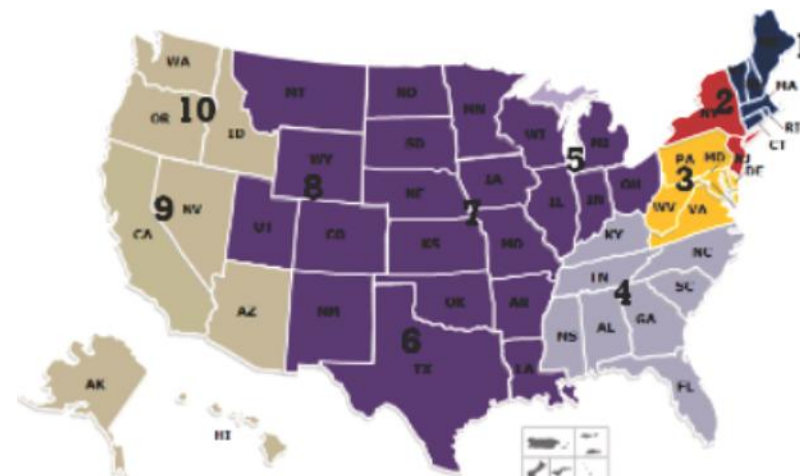 WA
MT
ND
MN
OR
10
ID
SD
WI
MI
5
1
MA
2
NY
RI
CT
WY
8
NE
IA
PA
MD
NJ
DE
3
9
NV
CA
UT
CO
7
KS
MO
IL
IN
OH
WV
VA
KY
NC
TN
4
SC
AZ
NM
OK
AR
6
TX
LA
MS
AL
GA
FL
AK
HI